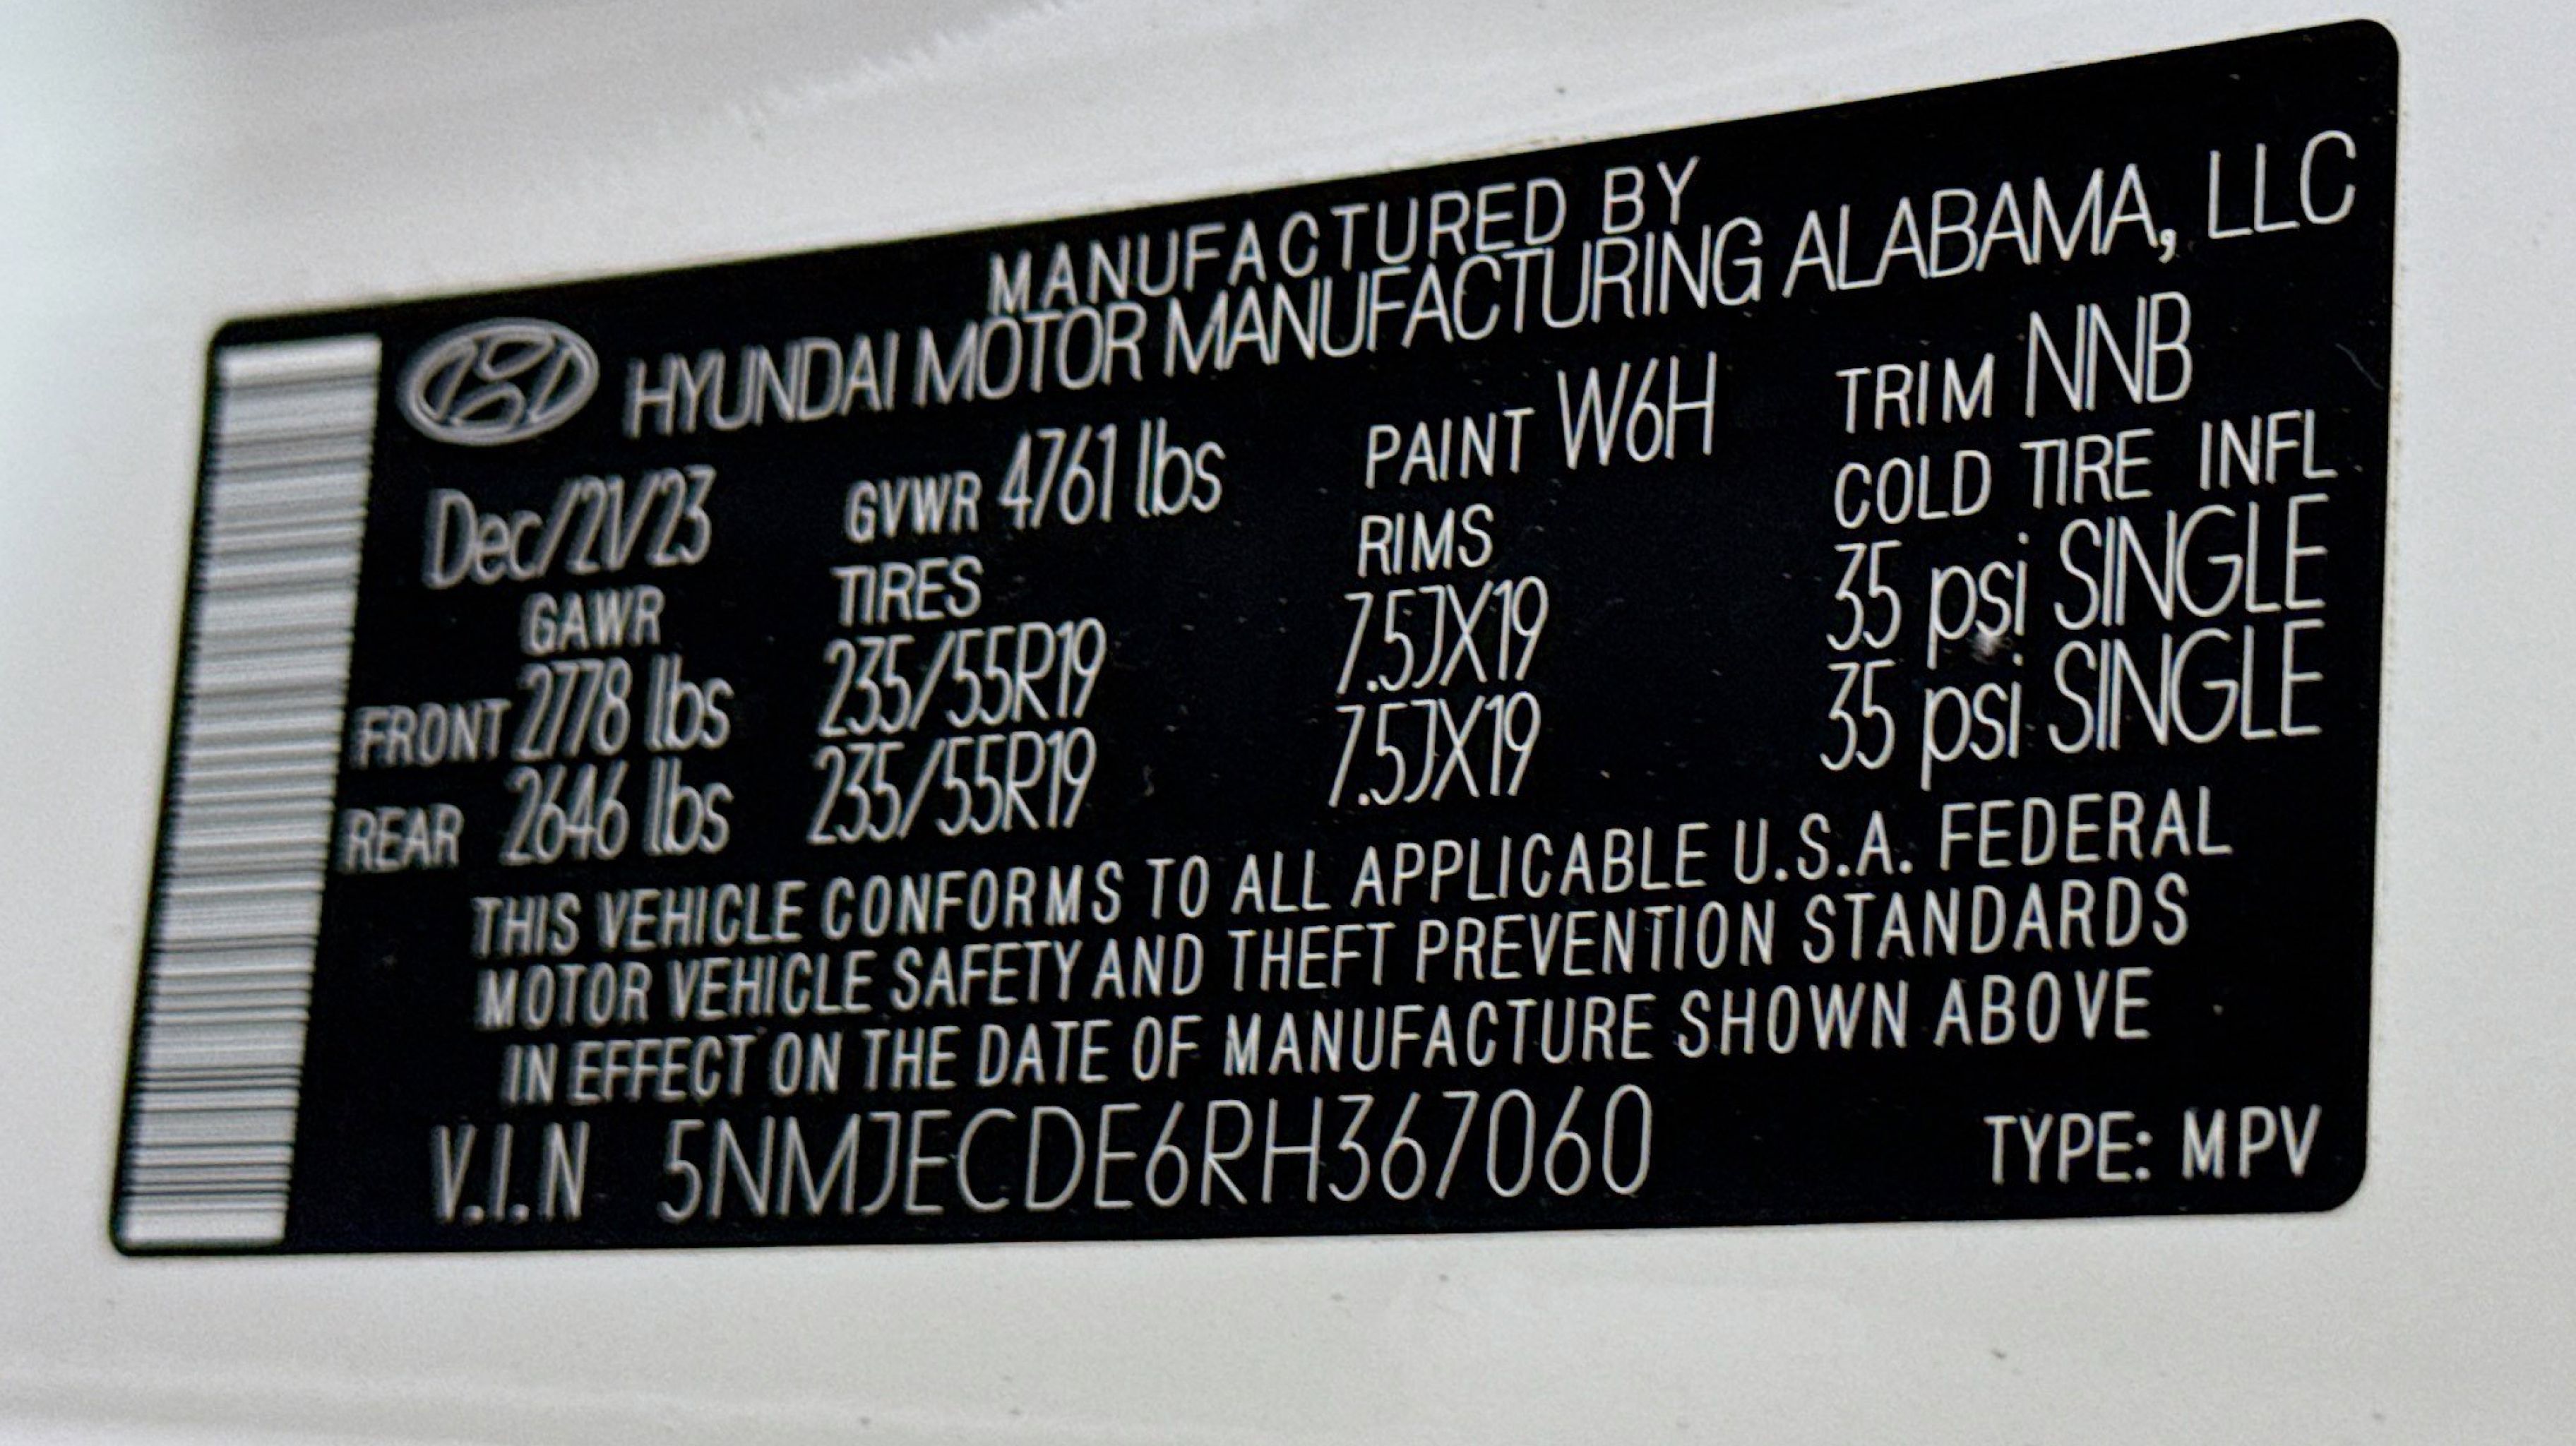 MANUFACTURED BY
HYUNDAI MOTOR MANUFACTURING ALABAMA, LLC
Dec/21/23 GVWR 4761 lbs PAINT W6H TRIM NNB
GAWR TIRES RIMS COLD TIRE INFL
FRONT 2778 lbs 235/55R19 7.5JX19 35 psi SINGLE
REAR 2646 lbs 235/55R19 7.5JX19 35 psi SINGLE
THIS VEHICLE CONFORMS TO ALL APPLICABLE U.S.A. FEDERAL
MOTOR VEHICLE SAFETY AND THEFT PREVENTION STANDARDS
IN EFFECT ON THE DATE OF MANUFACTURE SHOWN ABOVE
V.I.N 5NMJECDE6RH367060 TYPE: MPV